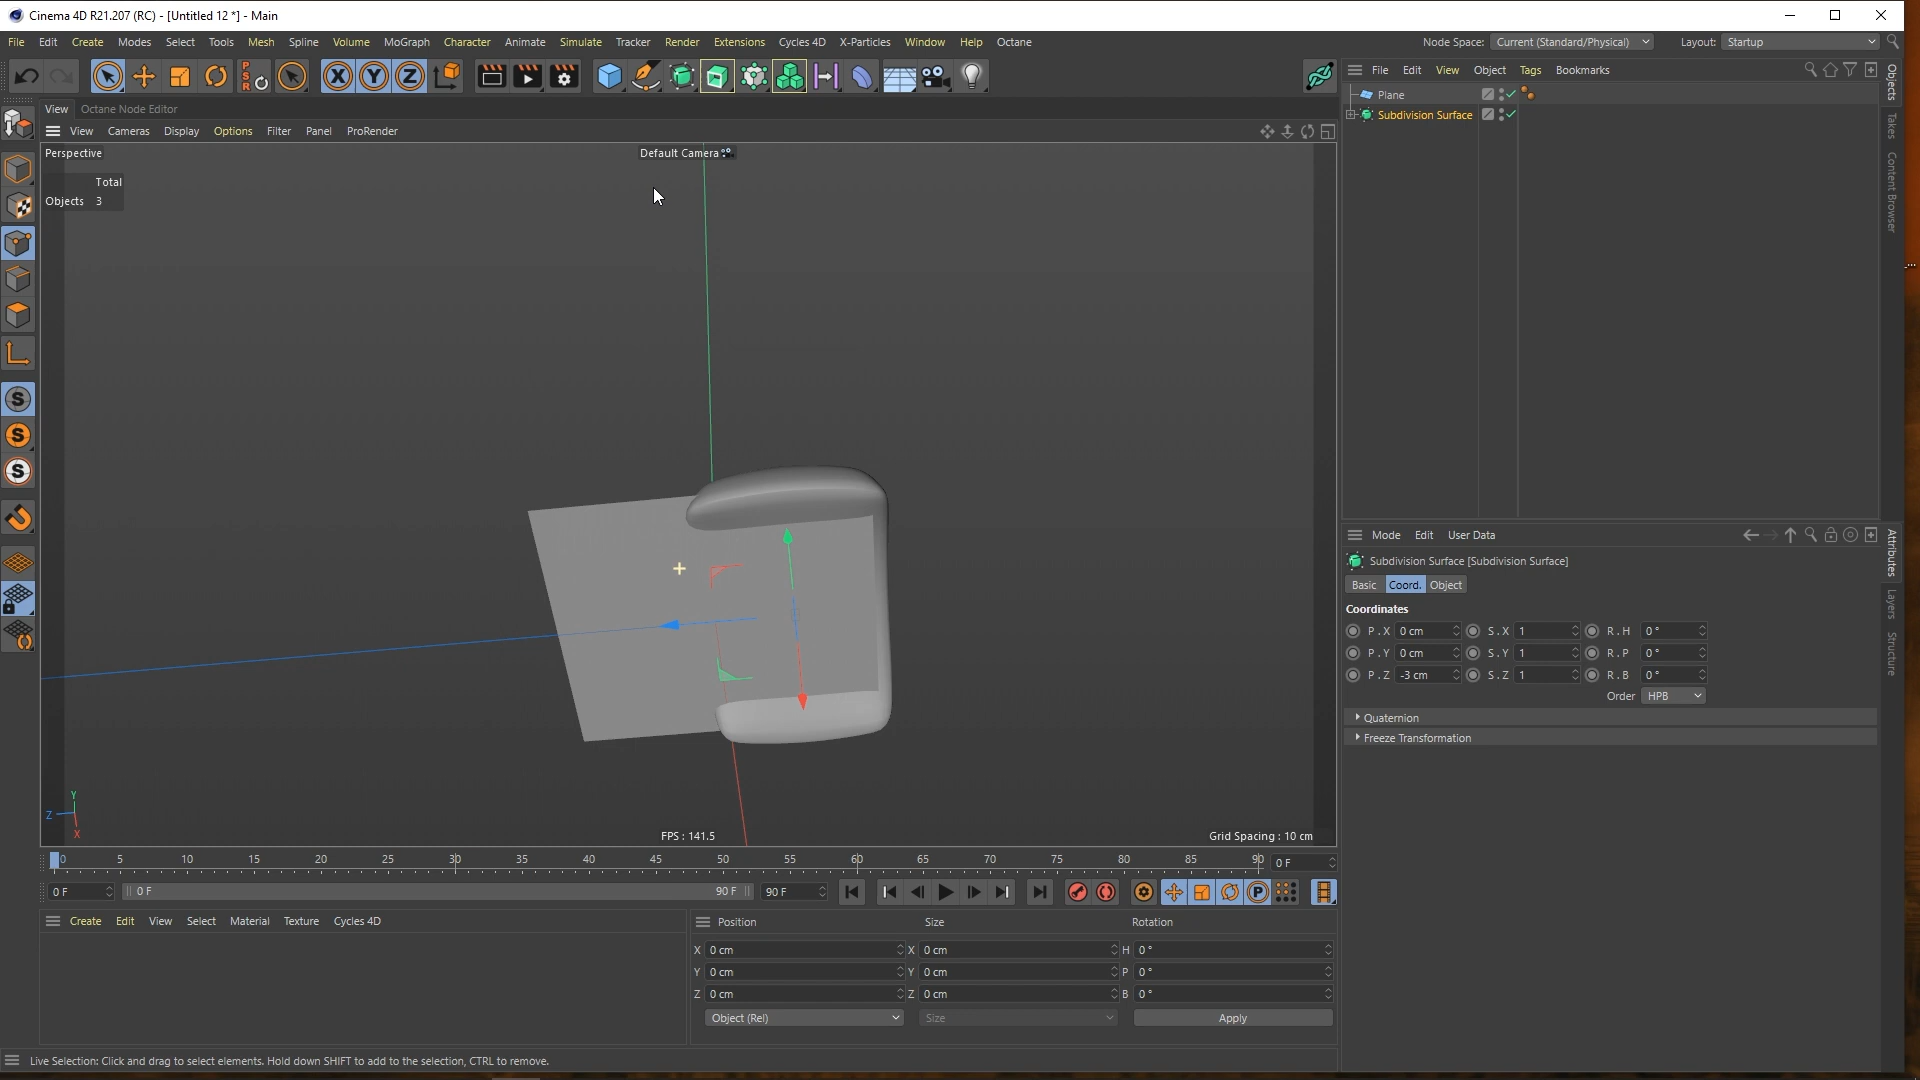 Cinema 4D R21.207 (RC) - [Untitled 12 *] - Main
File Edit Create Modes Select Tools Mesh Spline Volume MoGraph Character Animate Simulate Tracker Render Extensions Cycles 4D X-Particles Window Help Octane Node Space: Current (Standard/Physical) Layout: Startup
File Edit View Object Tags Bookmarks
View Octane Node Editor
View Cameras Display Options Filter Panel ProRender
Perspective Default Camera
Total
Objects 3
Plane
Subdivision Surface
Objects
Takes
Content Browser
Mode Edit User Data
Subdivision Surface [Subdivision Surface]
Basic Coord. Object
Coordinates
P . X 0 cm S . X 1 R . H 0 °
P . Y 0 cm S . Y 1 R . P 0 °
P . Z -3 cm S . Z 1 R . B 0 °
Order HPB
Quaternion
Freeze Transformation
Attributes
Layers
Structure
Y
Z
X
FPS : 141.5 Grid Spacing : 10 cm
0 5 10 15 20 25 30 35 40 45 50 55 60 65 70 75 80 85 90 0 F
0 F 0 F 90 F 90 F
Create Edit View Select Material Texture Cycles 4D
Position Size Rotation
X 0 cm X 0 cm H 0 °
Y 0 cm Y 0 cm P 0 °
Z 0 cm Z 0 cm B 0 °
Object (Rel) Size Apply
Live Selection: Click and drag to select elements. Hold down SHIFT to add to the selection, CTRL to remove.